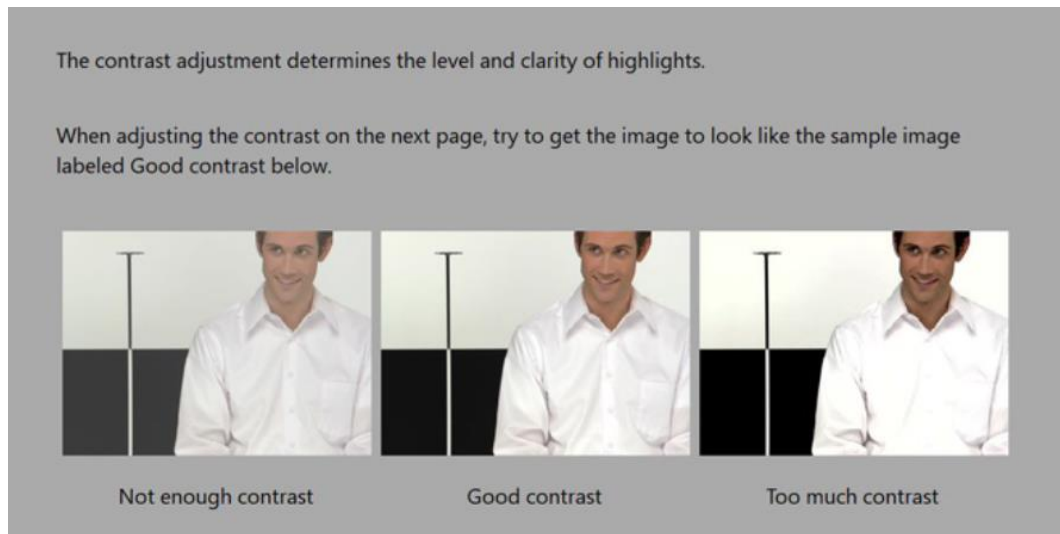 The contrast adjustment determines the level and clarity of highlights.
When adjusting the contrast on the next page, try to get the image to look like the sample image
labeled Good contrast below.
Not enough contrast
Good contrast
Too much contrast